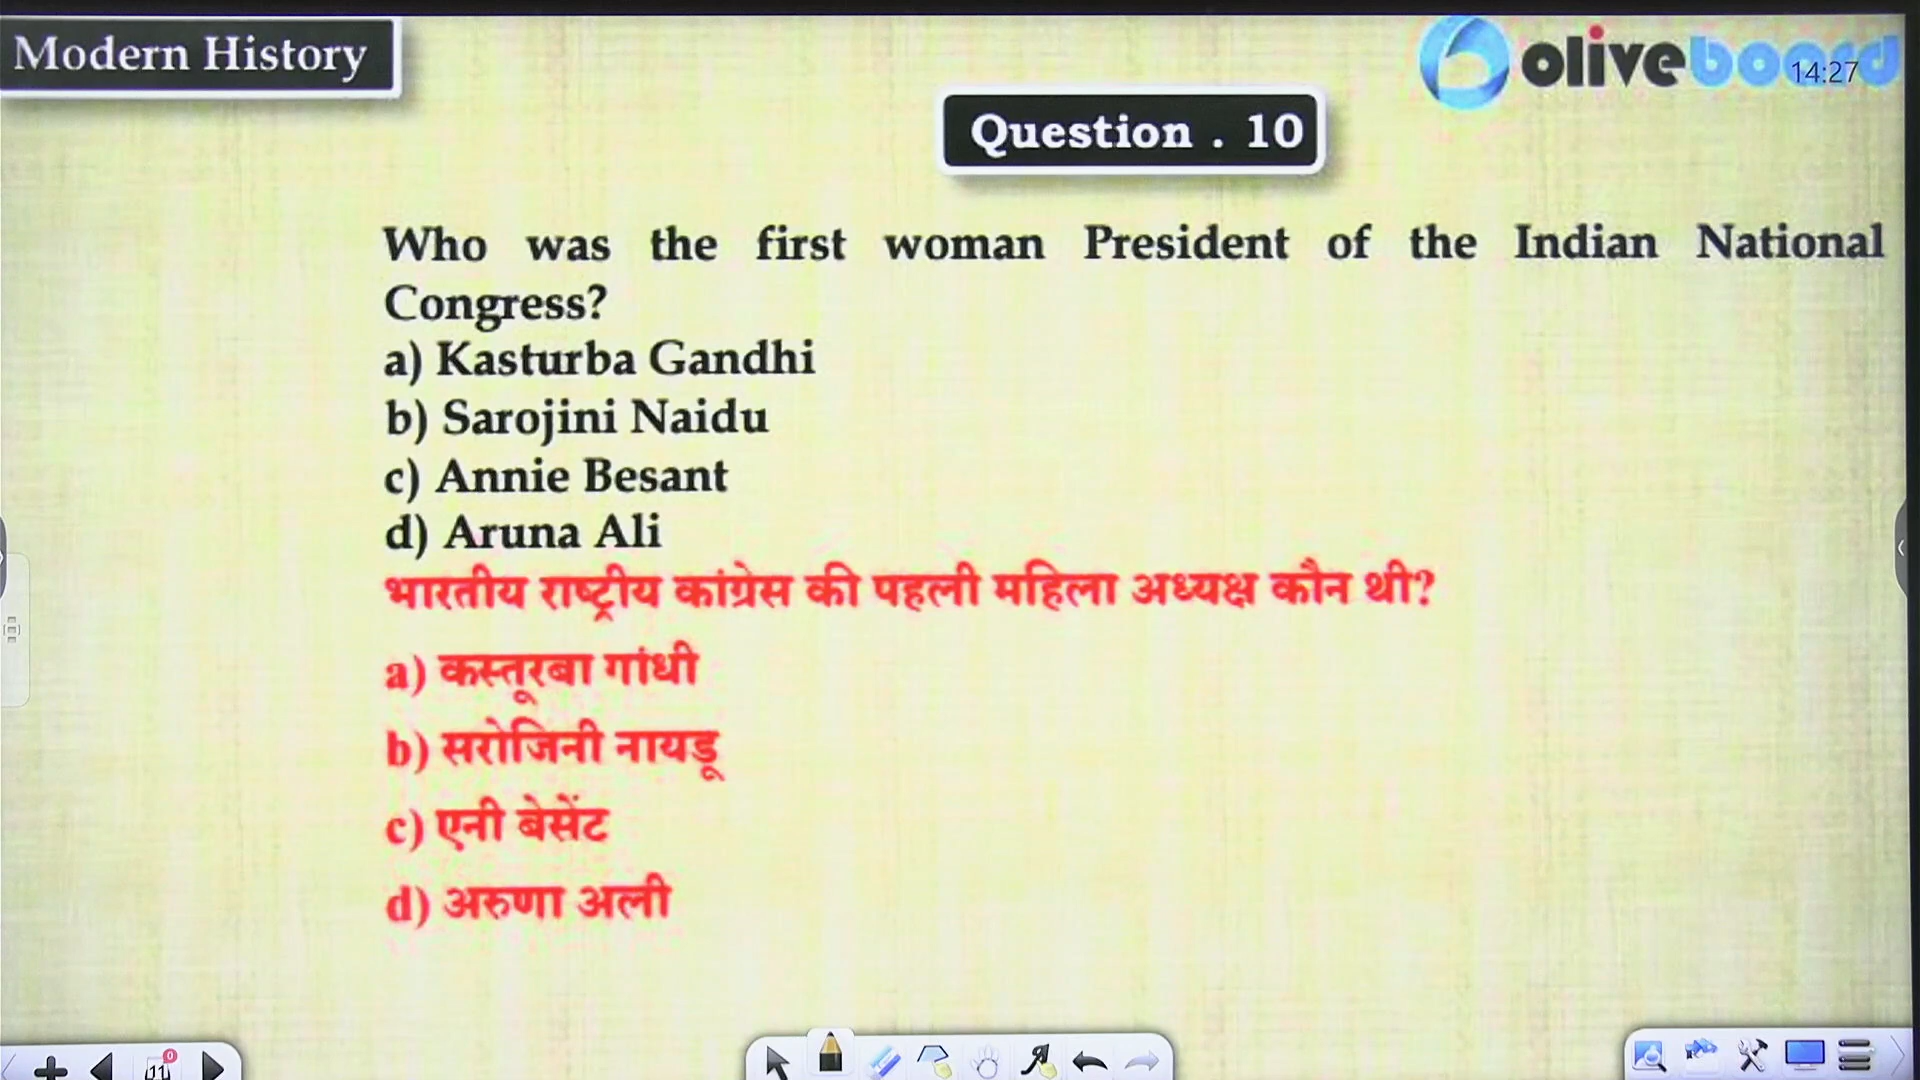 Modern History
oliveboard
14:27
Question . 10
Who was the first woman President of the Indian National
Congress?
a) Kasturba Gandhi
b) Sarojini Naidu
c) Annie Besant
d) Aruna Ali
भारतीय राष्ट्रीय कांग्रेस की पहली महिला अध्यक्ष कौन थी?
a) कस्तूरबा गांधी
b) सरोजिनी नायडू
c) एनी बेसेंट
d) अरुणा अली
11
0